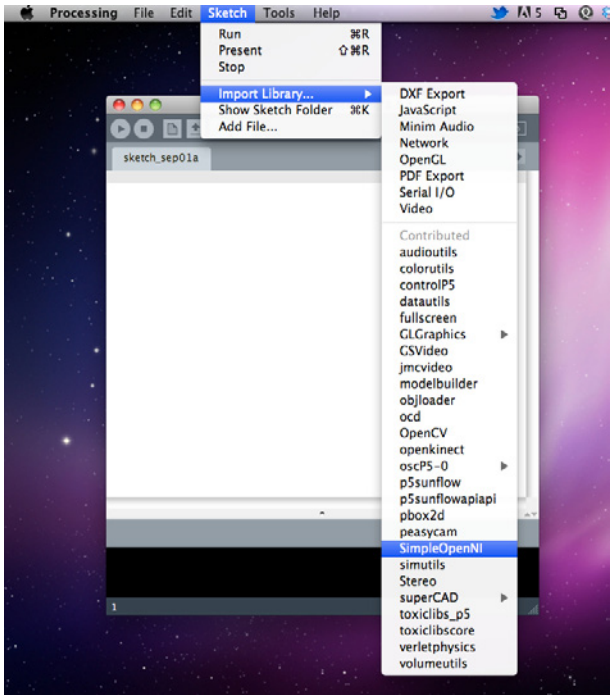 Processing File Edit Sketch Tools Help 5
Run ⌘R
Present ⇧⌘R
Stop
Import Library...
Show Sketch Folder ⌘K
Add File...
sketch_sep01a
DXF Export
JavaScript
Minim Audio
Network
OpenGL
PDF Export
Serial I/O
Video
Contributed
audioutils
colorutils
controlP5
datautils
fullscreen
GLGraphics
GSVideo
jmcvideo
modelbuilder
objloader
ocd
OpenCV
openkinect
oscP5-0
p5sunflow
p5sunflowapiapi
pbox2d
peasycam
SimpleOpenNI
simutils
Stereo
superCAD
toxiclibs_p5
toxiclibscore
verletphysics
volumeutils
1